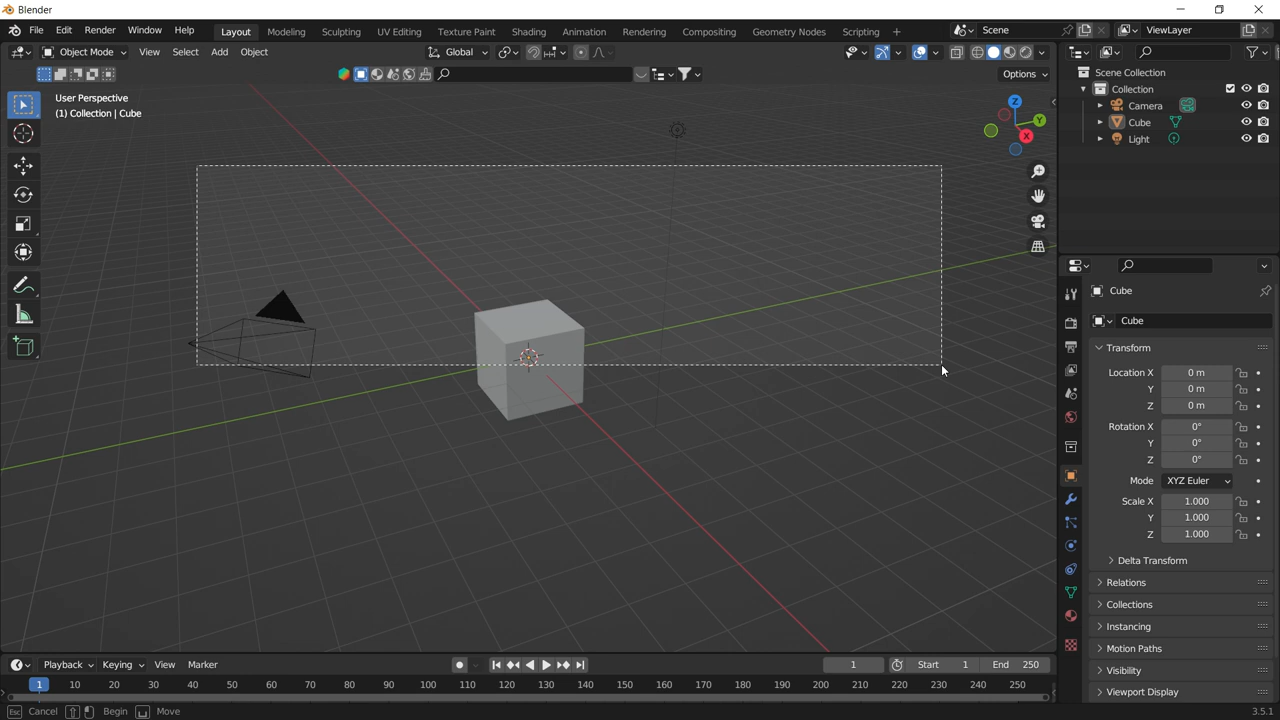 Blender
File Edit Render Window Help Layout Modeling Sculpting UV Editing Texture Paint Shading Animation Rendering Compositing Geometry Nodes Scripting + Scene ViewLayer
Object Mode View Select Add Object Global
Options
User Perspective
(1) Collection | Cube
Z
Y
X
Scene Collection
Collection
Camera
Cube
Light
Cube
Cube
Transform
Location X 0 m
Y 0 m
Z 0 m
Rotation X 0°
Y 0°
Z 0°
Mode XYZ Euler
Scale X 1.000
Y 1.000
Z 1.000
Delta Transform
Relations
Collections
Instancing
Motion Paths
Visibility
Viewport Display
Playback Keying View Marker 1 Start 1 End 250
1 10 20 30 40 50 60 70 80 90 100 110 120 130 140 150 160 170 180 190 200 210 220 230 240 250
Esc Cancel Begin Move 3.5.1